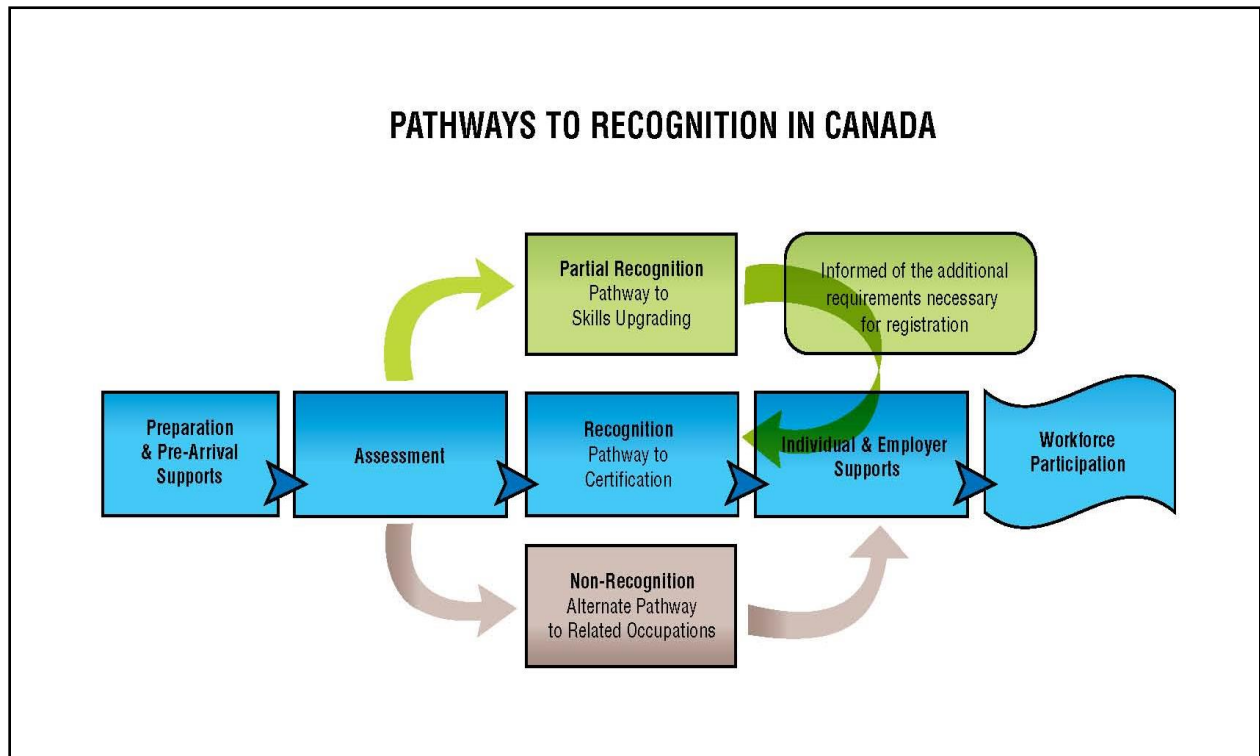 PATHWAYS TO RECOGNITION IN CANADA
Partial Recognition
Pathway to
Skills Upgrading
Informed of the additional
requirements necessary
for registration
Preparation
& Pre-Arrival
Supports
Assessment
Recognition
Pathway to
Certification
Individual & Employer
Supports
Workforce
Participation
Non-Recognition
Alternate Pathway
to Related Occupations